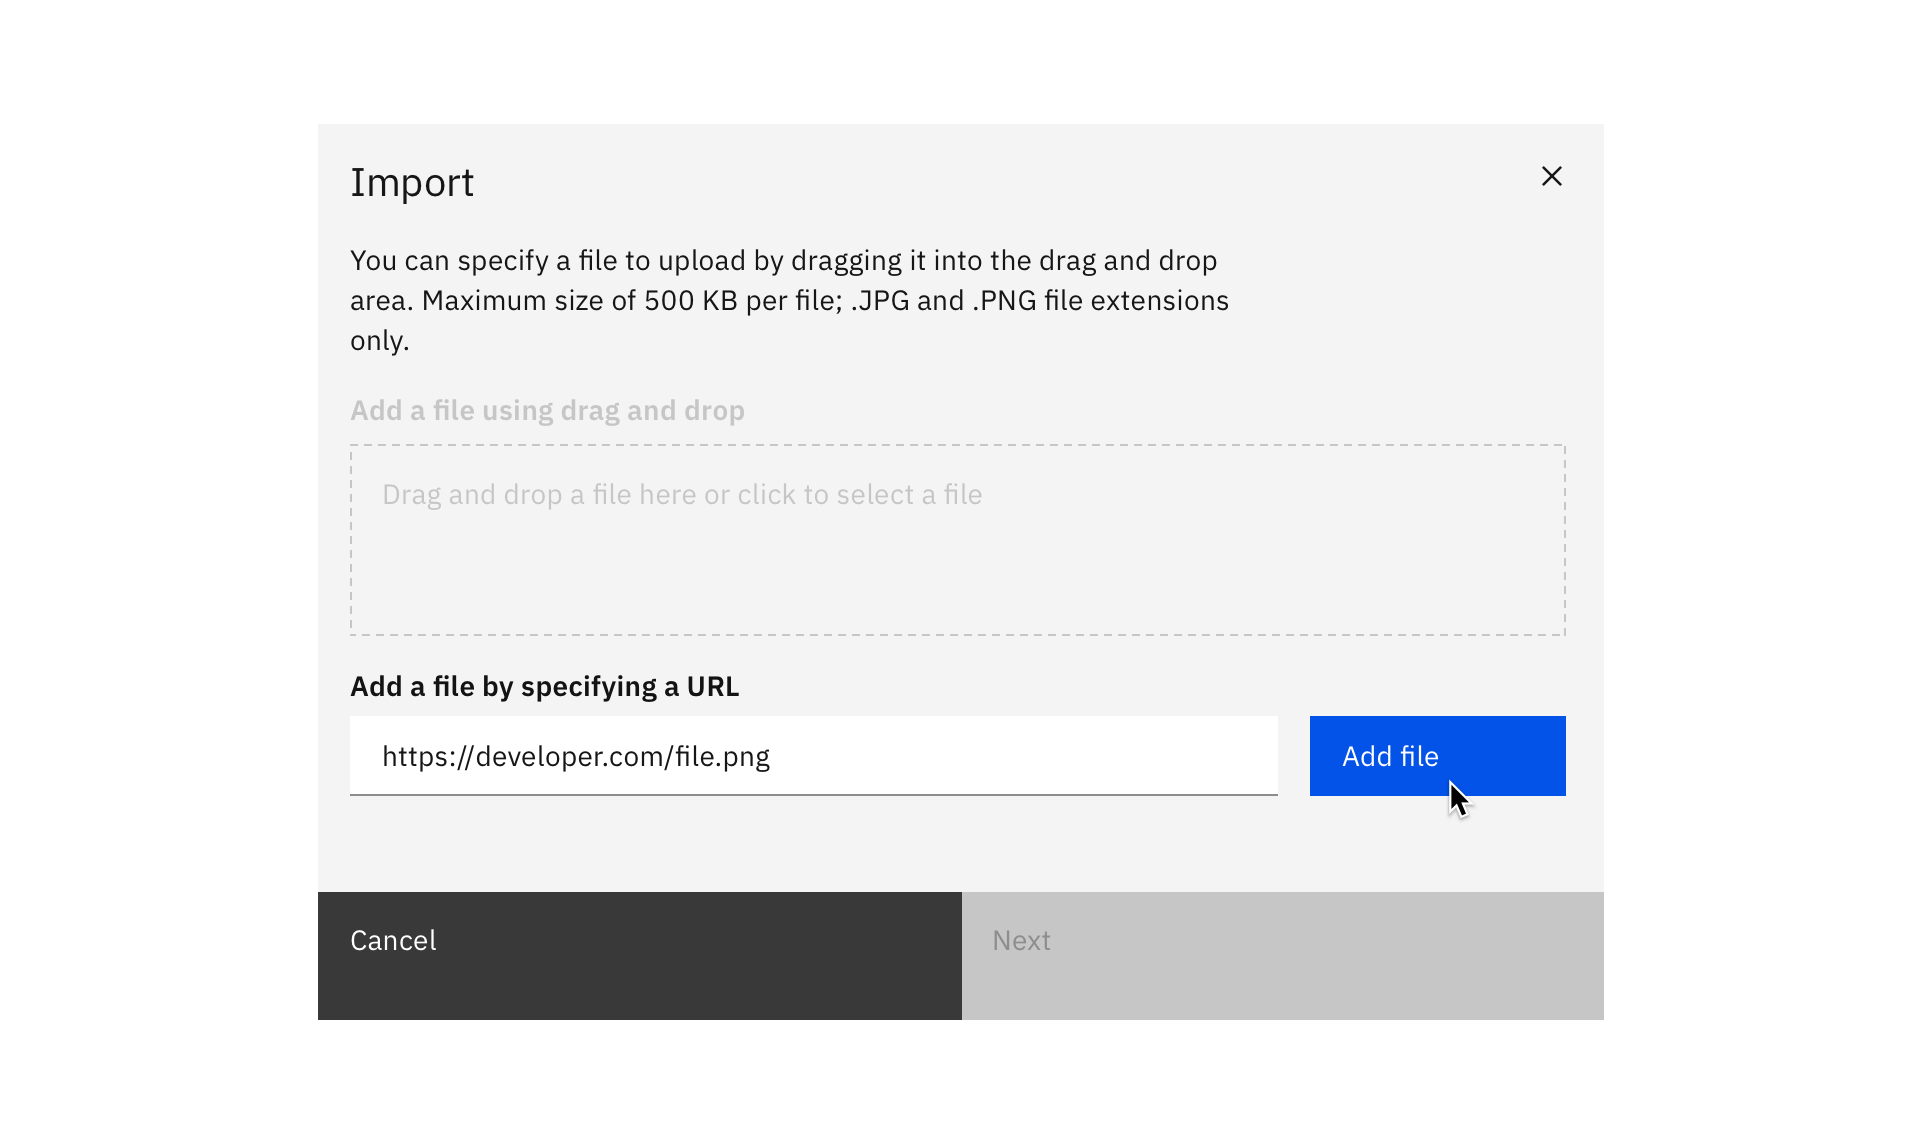 Import
You can specify a file to upload by dragging it into the drag and drop
area. Maximum size of 500 KB per file; .JPG and .PNG file extensions
only.
Add a file using drag and drop
Drag and drop a file here or click to select a file
Add a file by specifying a URL
https://developer.com/file.png
Add file
Cancel
Next